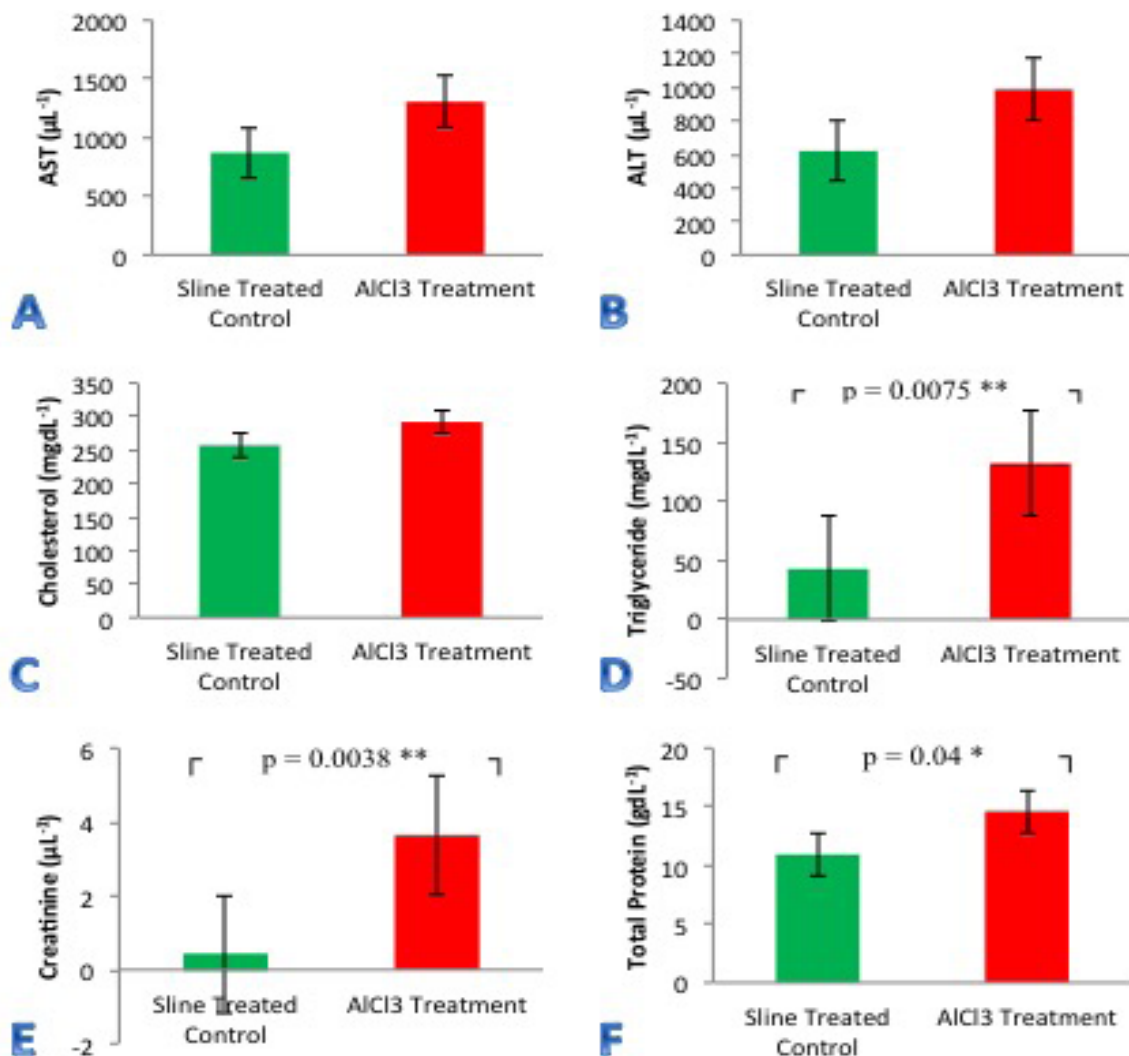 2000
1500
1000
500
0
AST (µL⁻¹)
Sline Treated
Control
AlCl3 Treatment
A
1400
1200
1000
800
600
400
200
0
ALT (µL⁻¹)
Sline Treated
Control
AlCl3 Treatment
B
350
300
250
200
150
100
50
0
Cholesterol (mgdL⁻¹)
Sline Treated
Control
AlCl3 Treatment
C
200
150
100
50
0
-50
Triglyceride (mgdL⁻¹)
p = 0.0075 **
Sline Treated
Control
AlCl3 Treatment
D
6
4
2
0
-2
Creatinine (µL⁻¹)
p = 0.0038 **
Sline Treated
Control
AlCl3 Treatment
E
20
15
10
5
0
Total Protein (gdL⁻¹)
p = 0.04 *
Sline Treated
Control
AlCl3 Treatment
F